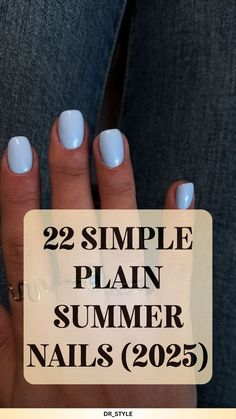 22 SIMPLE
PLAIN
SUMMER
NAILS (2025)
DR_STYLE